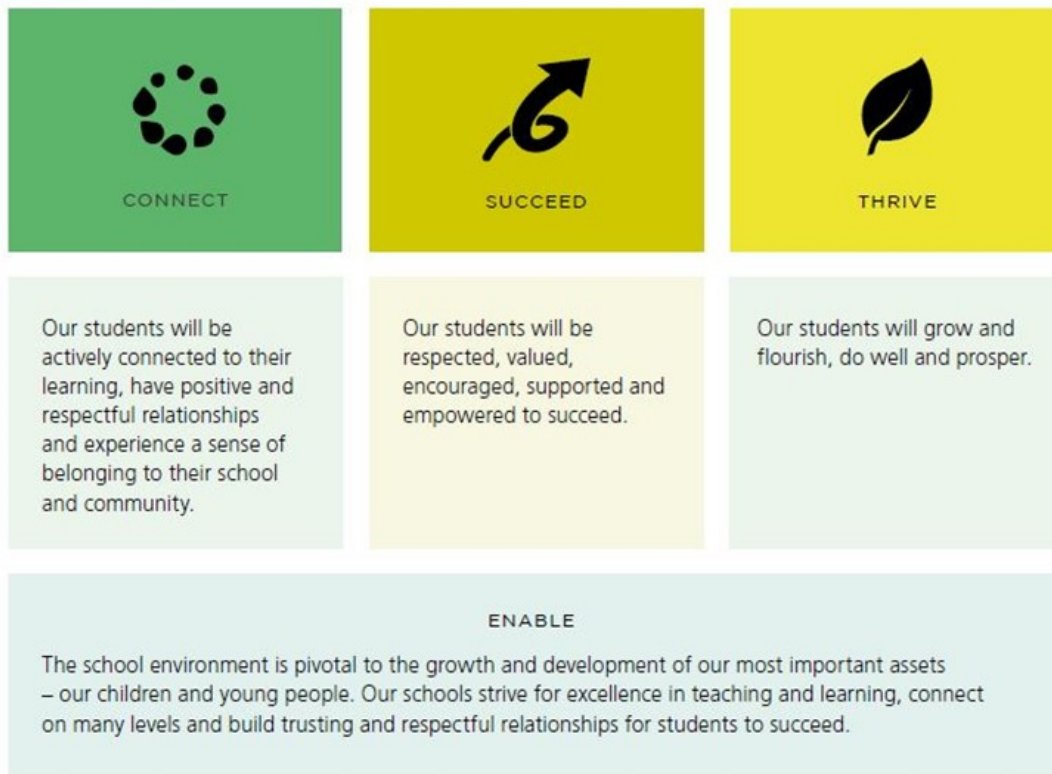 CONNECT
SUCCEED
THRIVE
Our students will be
actively connected to their
learning, have positive and
respectful relationships
and experience a sense of
belonging to their school
and community.
Our students will be
respected, valued,
encouraged, supported and
empowered to succeed.
Our students will grow and
flourish, do well and prosper.
ENABLE
The school environment is pivotal to the growth and development of our most important assets
– our children and young people. Our schools strive for excellence in teaching and learning, connect
on many levels and build trusting and respectful relationships for students to succeed.